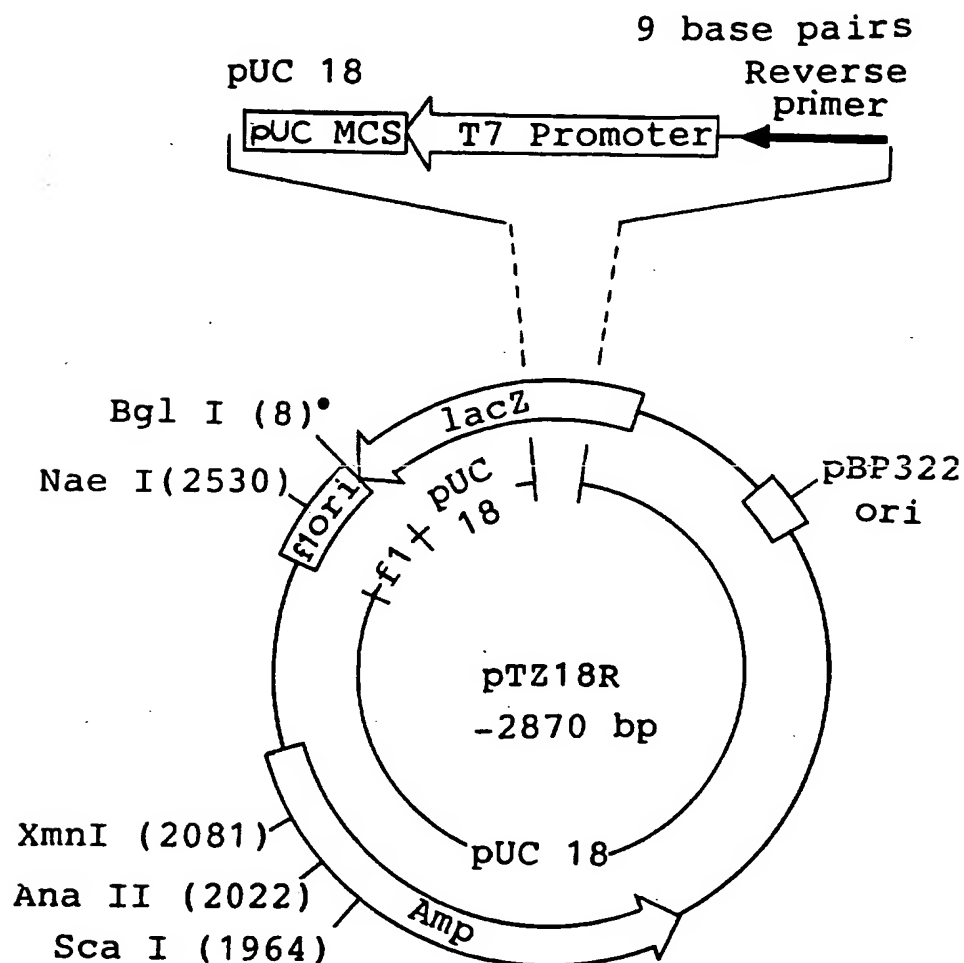 9 base pairs
pUC 18
Reverse
primer
pUC MCS
T7 Promoter
Bgl I (8)•
lacZ
Nae I(2530)
f1ori
pUC
18
f1
pBP322
ori
pTZ18R
-2870 bp
XmnI (2081)
pUC 18
Ana II (2022)
Amp
Sca I (1964)